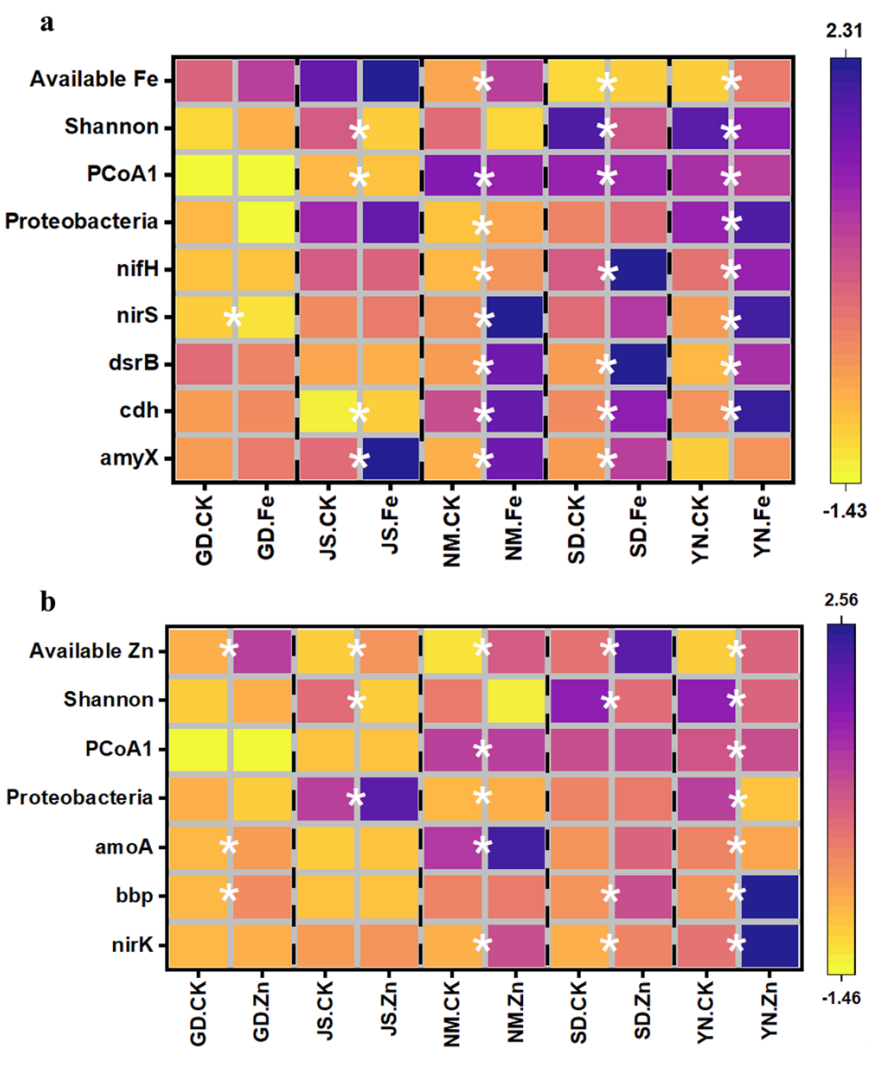 a
2.31
Available Fe
Shannon
PCoA1
Proteobacteria
nifH
nirS
dsrB
cdh
amyX
-1.43
GD.CK GD.Fe JS.CK JS.Fe NM.CK NM.Fe SD.CK SD.Fe YN.CK YN.Fe
b
2.56
Available Zn
Shannon
PCoA1
Proteobacteria
amoA
bbp
nirK
-1.46
GD.CK GD.Zn JS.CK JS.Zn NM.CK NM.Zn SD.CK SD.Zn YN.CK YN.Zn